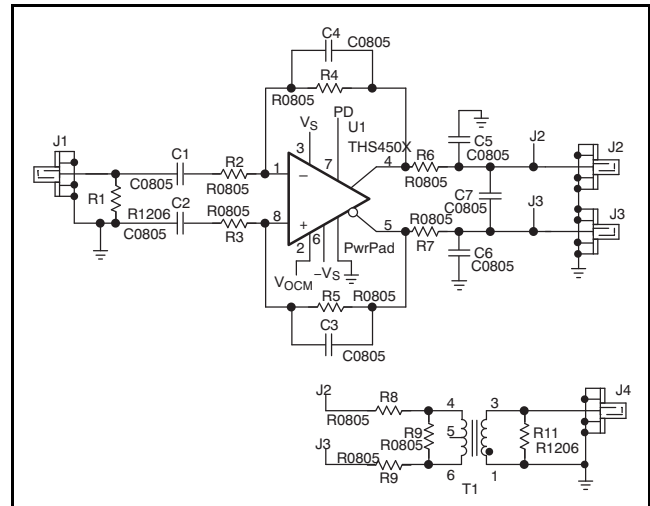 C4
C0805
R4
R0805
PD
U1
THS450X
VS
3
7
J1
C1
R2
1
–
4
R6
C5
C0805
J2
J2
C0805
R0805
R0805
C7
C0805
R1
R1206
C2
R0805
J3
J3
C0805
R3
8
+
5
R0805
R7
2
6
PwrPad
C6
C0805
VOCM
–VS
R5
R0805
C3
C0805
J2
R8
4
3
J4
R0805
5
R9
R0805
R11
R1206
J3
R0805
R9
6
1
T1